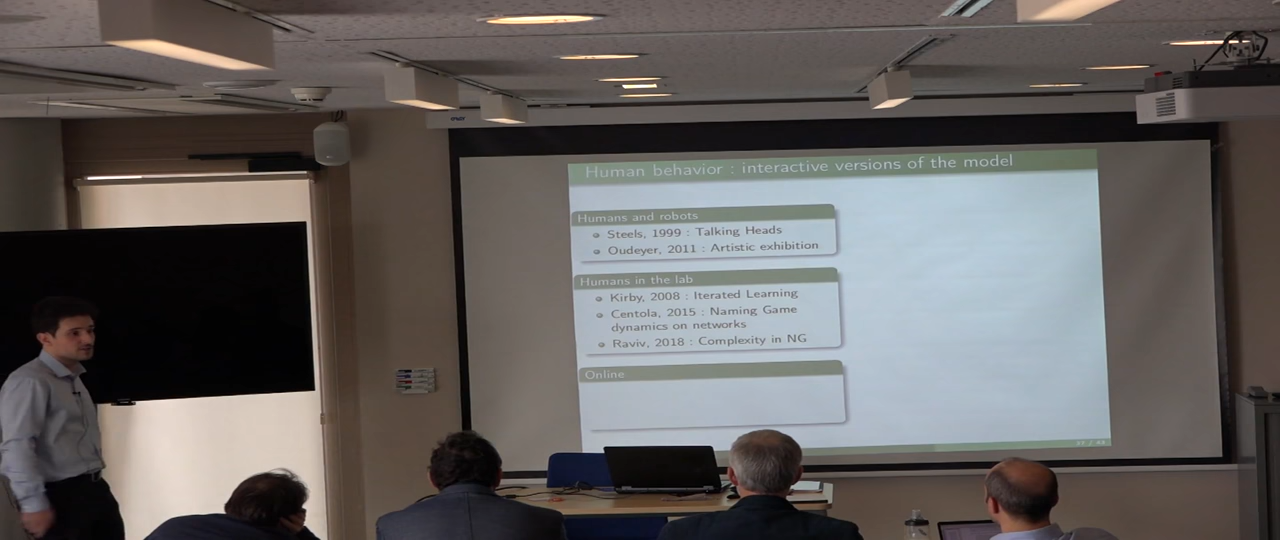 Human behavior : interactive versions of the model
Humans and robots
Steels, 1999 : Talking Heads
Oudeyer, 2011 : Artistic exhibition
Humans in the lab
Kirby, 2008 : Iterated Learning
Centola, 2015 : Naming Game
dynamics on networks
Raviv, 2018 : Complexity in NG
Online